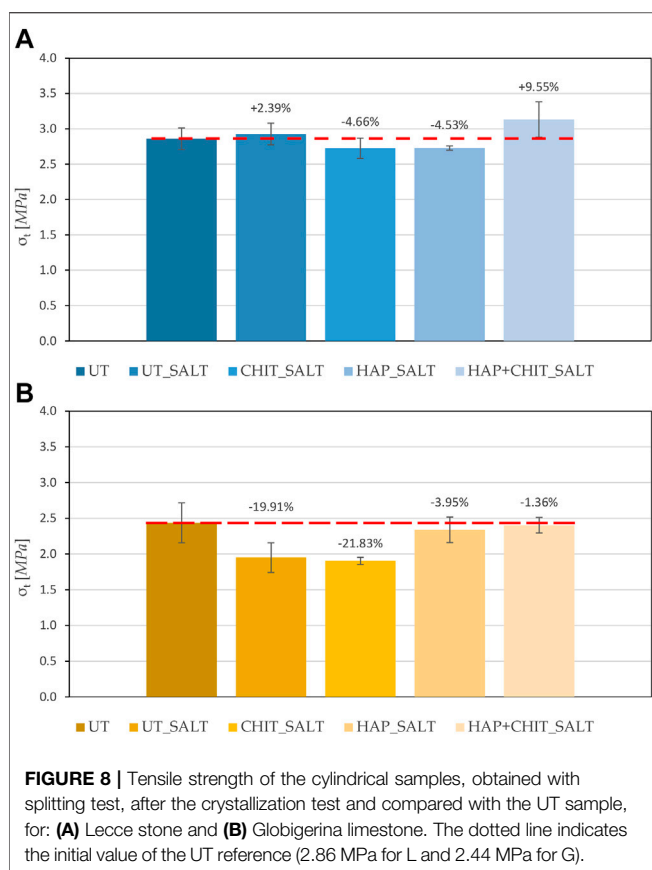 A
4.0
3.5
3.0
2.5
2.0
1.5
1.0
0.5
0.0
σt [MPa]
+2.39%
-4.66%
-4.53%
+9.55%
UT UT_SALT CHIT_SALT HAP_SALT HAP+CHIT_SALT
B
4.0
3.5
3.0
2.5
2.0
1.5
1.0
0.5
0.0
σt [MPa]
-19.91%
-21.83%
-3.95%
-1.36%
UT UT_SALT CHIT_SALT HAP_SALT HAP+CHIT_SALT
FIGURE 8 | Tensile strength of the cylindrical samples, obtained with
splitting test, after the crystallization test and compared with the UT sample,
for: (A) Lecce stone and (B) Globigerina limestone. The dotted line indicates
the initial value of the UT reference (2.86 MPa for L and 2.44 MPa for G).